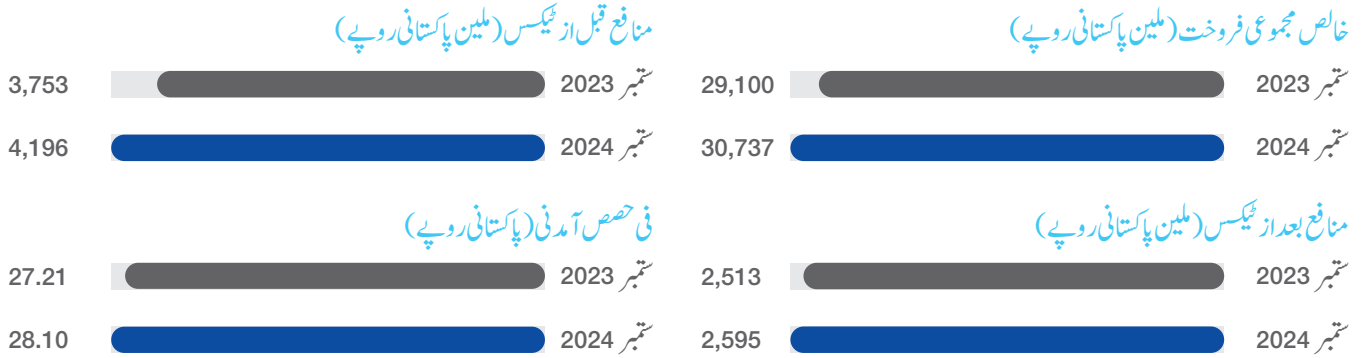 خالص مجموعی فروخت (ملین پاکستانی روپے)
ستمبر 2023 29,100
ستمبر 2024 30,737
منافع قبل از ٹیکسس (ملین پاکستانی روپے)
ستمبر 2023 3,753
ستمبر 2024 4,196
منافع بعد از ٹیکسس (ملین پاکستانی روپے)
ستمبر 2023 2,513
ستمبر 2024 2,595
فی حصص آمدنی (پاکستانی روپے)
ستمبر 2023 27.21
ستمبر 2024 28.10